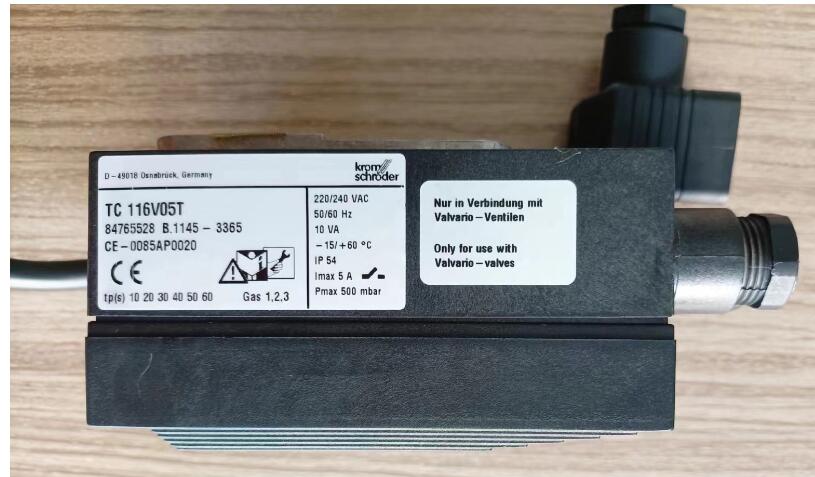 D-49018 Osnabrück, Germany
krom
schröder
TC 116V05T
84765528 B.1145 - 3365
CE-0085AP0020
CE
tp(s) 10 20 30 40 50 60 Gas 1,2,3
220/240 VAC
50/60 Hz
10 VA
-15/+60 °C
IP 54
Imax 5 A
Pmax 500 mbar
Nur in Verbindung mit
Valvario-Ventilen
Only for use with
Valvario-valves